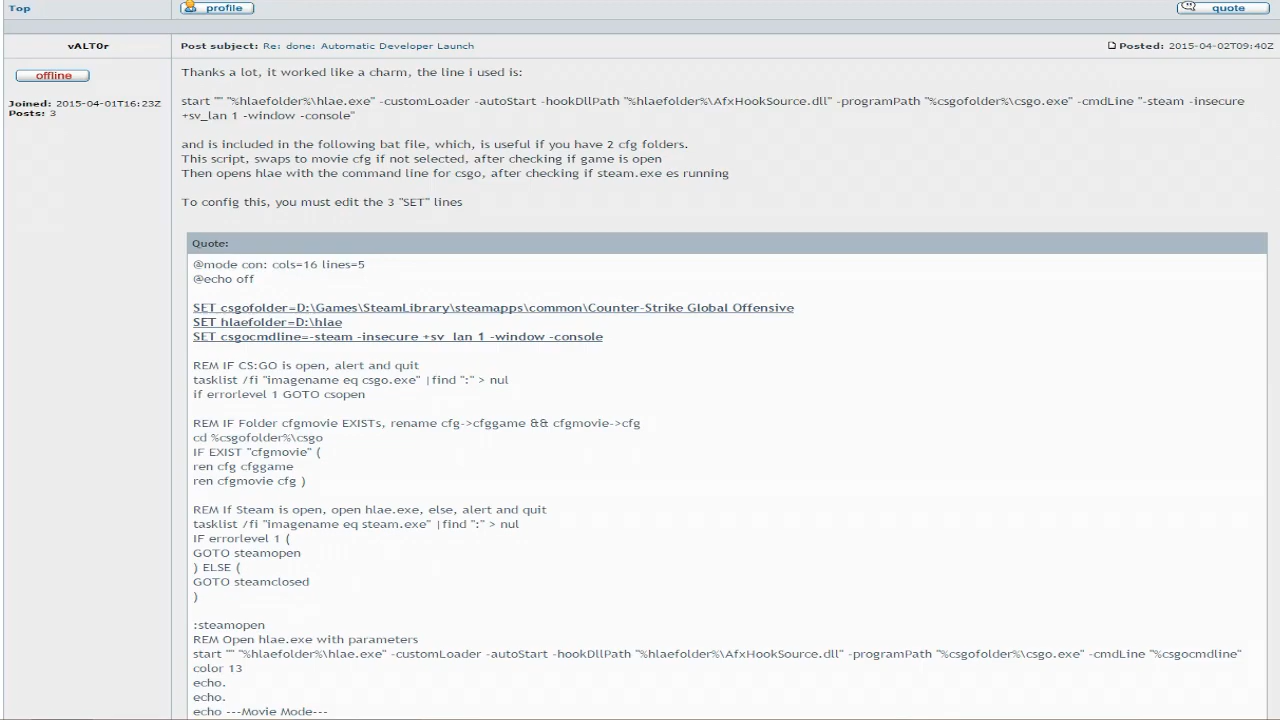 Top
profile
quote
vALT0r
Post subject: Re: done: Automatic Developer Launch
Posted: 2015-04-02T09:40Z
offline
Joined: 2015-04-01T16:23Z
Posts: 3
Thanks a lot, it worked like a charm, the line i used is:
start "" "%hlaefolder%\hlae.exe" -customLoader -autoStart -hookDllPath "%hlaefolder%\AfxHookSource.dll" -programPath "%csgofolder%\csgo.exe" -cmdLine "-steam -insecure
+sv_lan 1 -window -console"
and is included in the following bat file, which, is useful if you have 2 cfg folders.
This script, swaps to movie cfg if not selected, after checking if game is open
Then opens hlae with the command line for csgo, after checking if steam.exe es running
To config this, you must edit the 3 "SET" lines
Quote:
@mode con: cols=16 lines=5
@echo off
SET csgofolder=D:\Games\SteamLibrary\steamapps\common\Counter-Strike Global Offensive
SET hlaefolder=D:\hlae
SET csgocmdline=-steam -insecure +sv_lan 1 -window -console
REM IF CS:GO is open, alert and quit
tasklist /fi "imagename eq csgo.exe" |find ":" > nul
if errorlevel 1 GOTO csopen
REM IF Folder cfgmovie EXISTs, rename cfg->cfggame && cfgmovie->cfg
cd %csgofolder%\csgo
IF EXIST "cfgmovie" (
ren cfg cfggame
ren cfgmovie cfg )
REM If Steam is open, open hlae.exe, else, alert and quit
tasklist /fi "imagename eq steam.exe" |find ":" > nul
IF errorlevel 1 (
GOTO steamopen
) ELSE (
GOTO steamclosed
)
:steamopen
REM Open hlae.exe with parameters
start "" "%hlaefolder%\hlae.exe" -customLoader -autoStart -hookDllPath "%hlaefolder%\AfxHookSource.dll" -programPath "%csgofolder%\csgo.exe" -cmdLine "%csgocmdline"
color 13
echo.
echo.
echo ---Movie Mode---